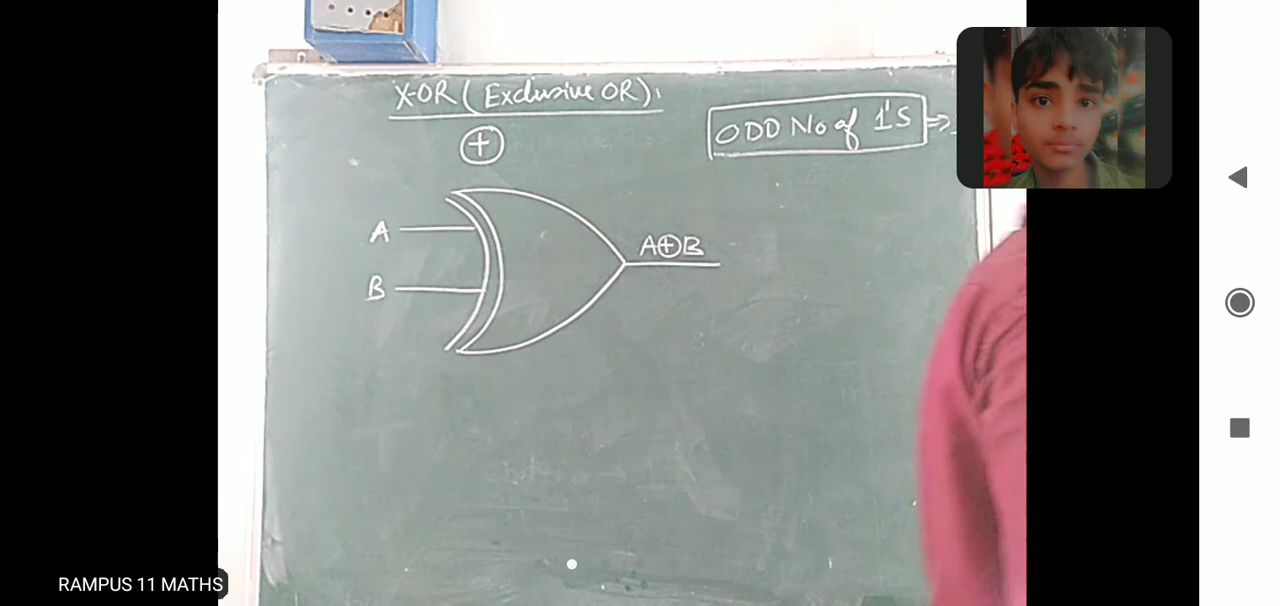 X-OR (Exclusive OR).
ODD No of 1'S ⇒
⊕
A
A⊕B
B
RAMPUS 11 MATHS